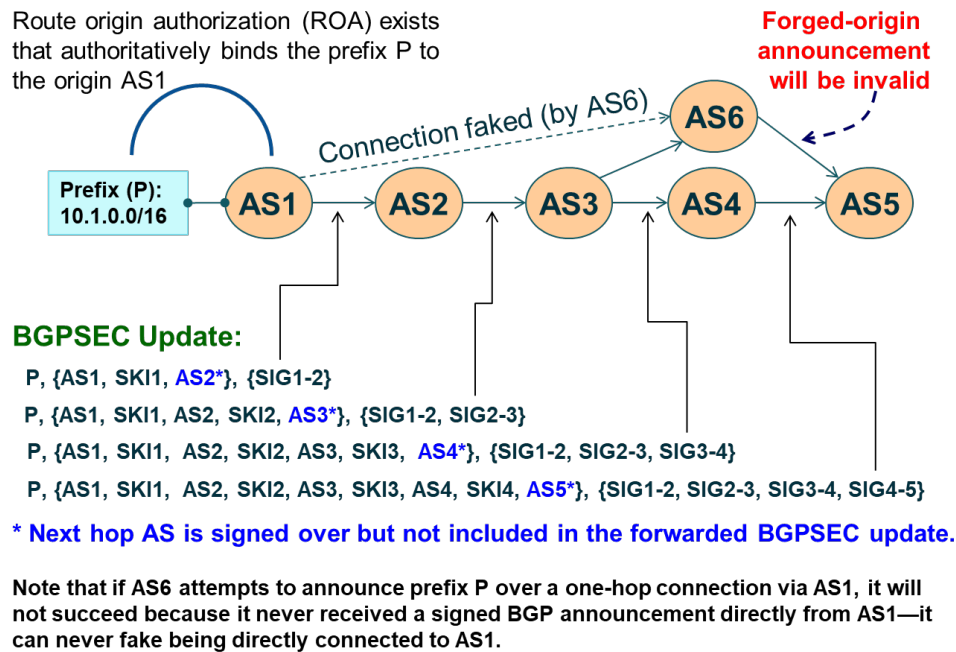 Route origin authorization (ROA) exists
that authoritatively binds the prefix P to
the origin AS1
Forged-origin
announcement
will be invalid
Connection faked (by AS6)
AS6
Prefix (P):
10.1.0.0/16
AS1
AS2
AS3
AS4
AS5
BGPSEC Update:
P, {AS1, SKI1, AS2*}, {SIG1-2}
P, {AS1, SKI1, AS2, SKI2, AS3*}, {SIG1-2, SIG2-3}
P, {AS1, SKI1, AS2, SKI2, AS3, SKI3, AS4*}, {SIG1-2, SIG2-3, SIG3-4}
P, {AS1, SKI1, AS2, SKI2, AS3, SKI3, AS4, SKI4, AS5*}, {SIG1-2, SIG2-3, SIG3-4, SIG4-5}
* Next hop AS is signed over but not included in the forwarded BGPSEC update.
Note that if AS6 attempts to announce prefix P over a one-hop connection via AS1, it will
not succeed because it never received a signed BGP announcement directly from AS1—it
can never fake being directly connected to AS1.